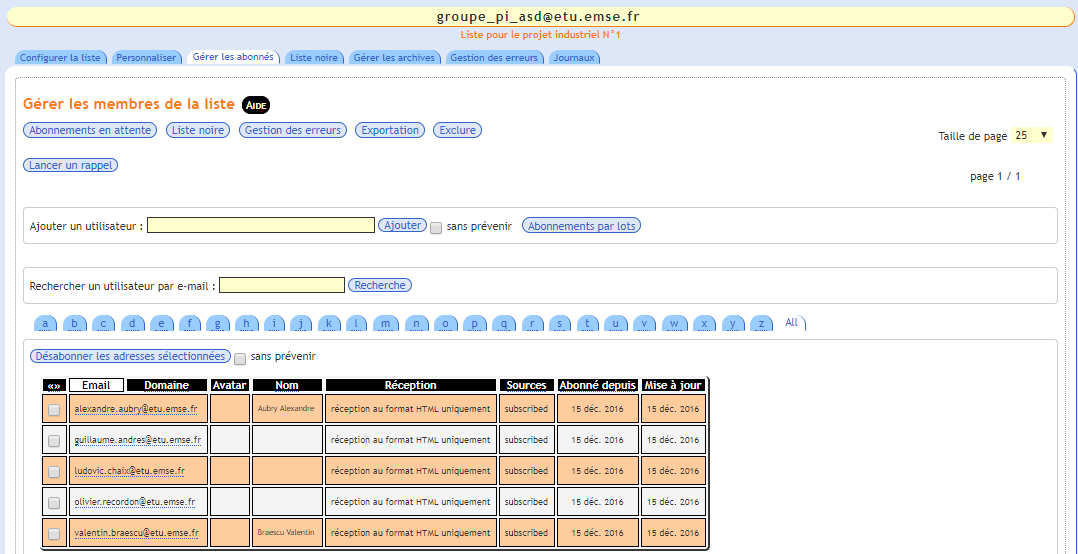 groupe_pi_asd@etu.emse.fr
Liste pour le projet industriel N°1
Configurer la liste Personnaliser Gérer les abonnés Liste noire Gérer les archives Gestion des erreurs Journaux
Gérer les membres de la liste AIDE
Abonnements en attente Liste noire Gestion des erreurs Exportation Exclure
Taille de page 25
Lancer un rappel
page 1 / 1
Ajouter un utilisateur : Ajouter sans prévenir Abonnements par lots
Rechercher un utilisateur par e-mail : Recherche
a b c d e f g h i j k l m n o p q r s t u v w x y z All
Désabonner les adresses sélectionnées sans prévenir
«» Email Domaine Avatar Nom Réception Sources Abonné depuis Mise à jour
alexandre.aubry@etu.emse.fr Aubry Alexandre réception au format HTML uniquement subscribed 15 déc. 2016 15 déc. 2016
guillaume.andres@etu.emse.fr réception au format HTML uniquement subscribed 15 déc. 2016 15 déc. 2016
ludovic.chaix@etu.emse.fr réception au format HTML uniquement subscribed 15 déc. 2016 15 déc. 2016
olivier.recordon@etu.emse.fr réception au format HTML uniquement subscribed 15 déc. 2016 15 déc. 2016
valentin.braescu@etu.emse.fr Braescu Valentin réception au format HTML uniquement subscribed 15 déc. 2016 15 déc. 2016